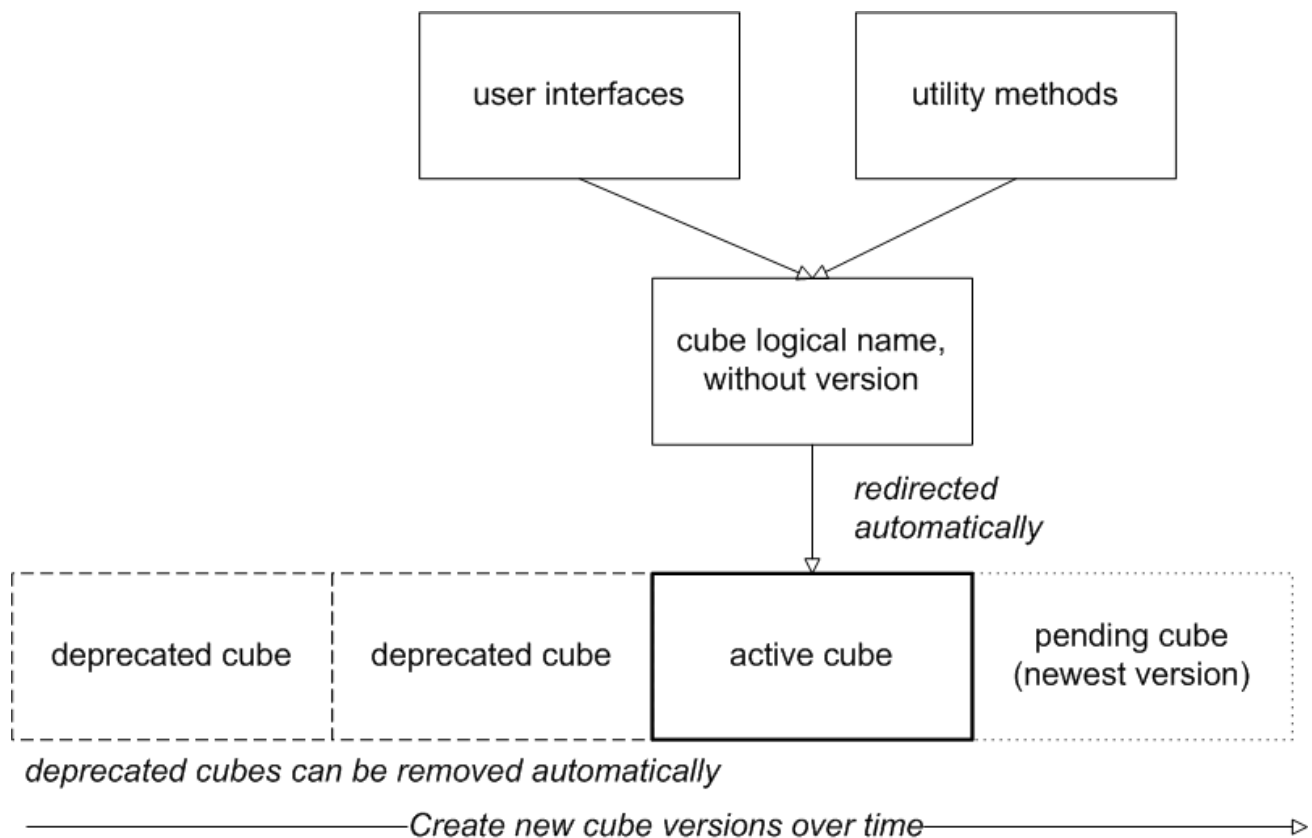 user interfaces
utility methods
cube logical name,
without version
redirected
automatically
deprecated cube
deprecated cube
active cube
pending cube
(newest version)
deprecated cubes can be removed automatically
Create new cube versions over time